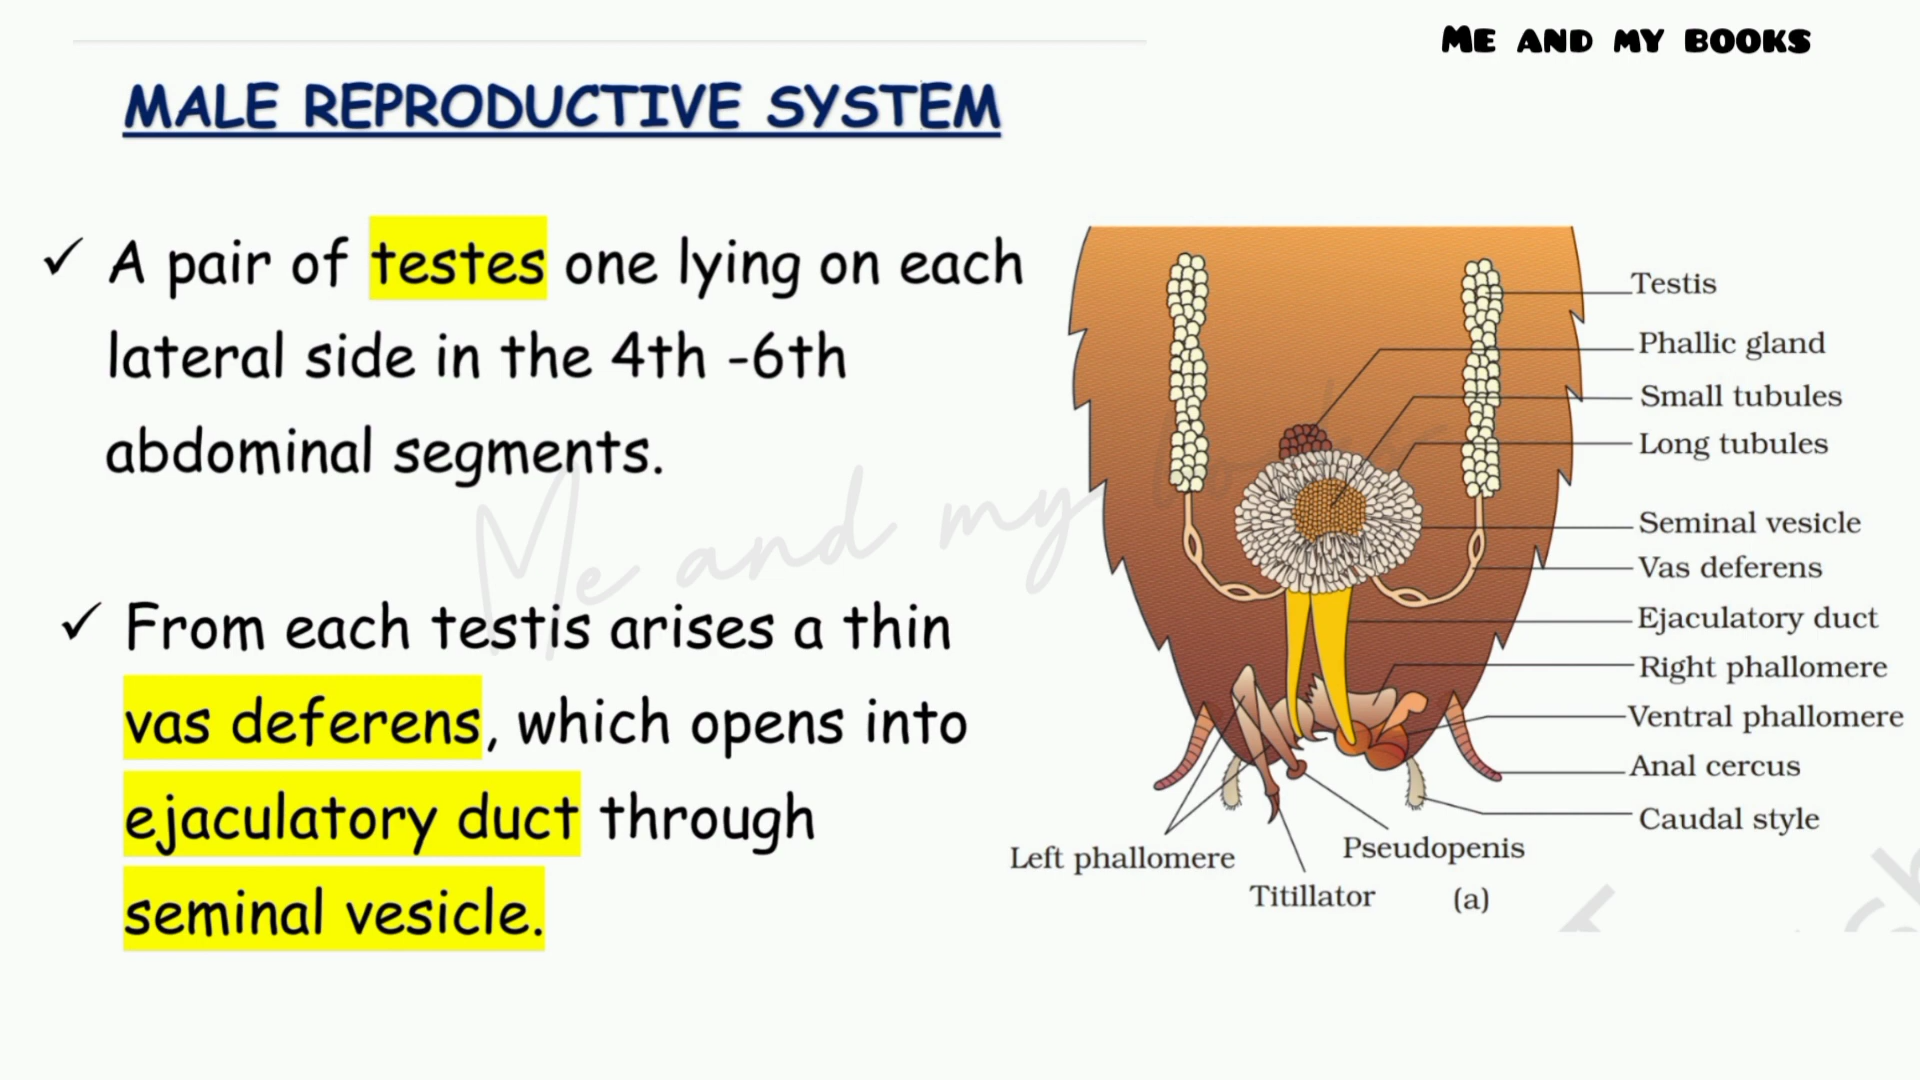 ME AND MY BOOKS
MALE REPRODUCTIVE SYSTEM
✓ A pair of testes one lying on each
lateral side in the 4th -6th
abdominal segments.
✓ From each testis arises a thin
vas deferens, which opens into
ejaculatory duct through
seminal vesicle.
Testis
Phallic gland
Small tubules
Long tubules
Seminal vesicle
Vas deferens
Ejaculatory duct
Right phallomere
Ventral phallomere
Anal cercus
Caudal style
Left phallomere
Pseudopenis
Titillator
(a)
Me and my